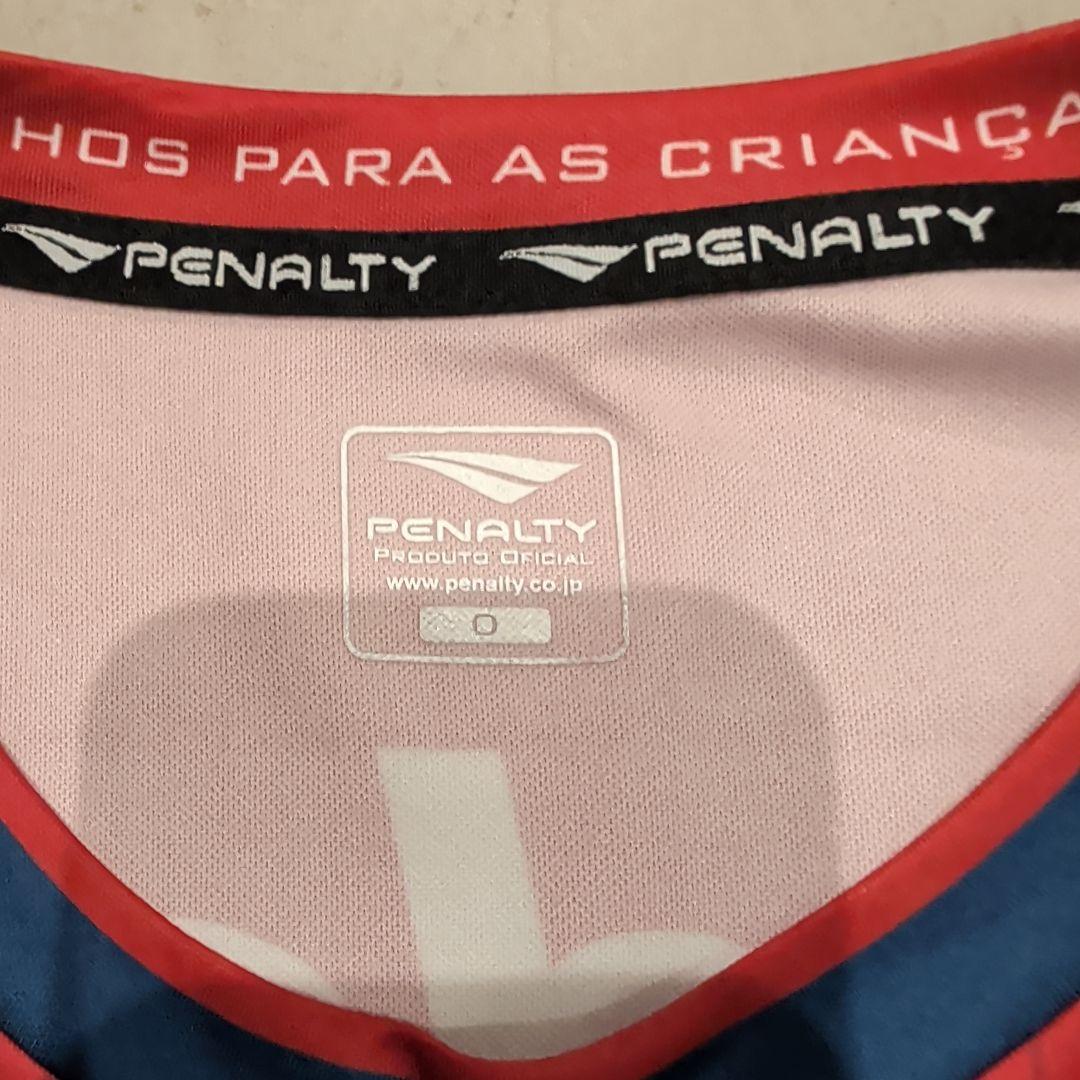 HOS PARA AS CRIANÇA
PENALTY PENALTY
PENALTY
PRODUTO OFICIAL
www.penalty.co.jp
O